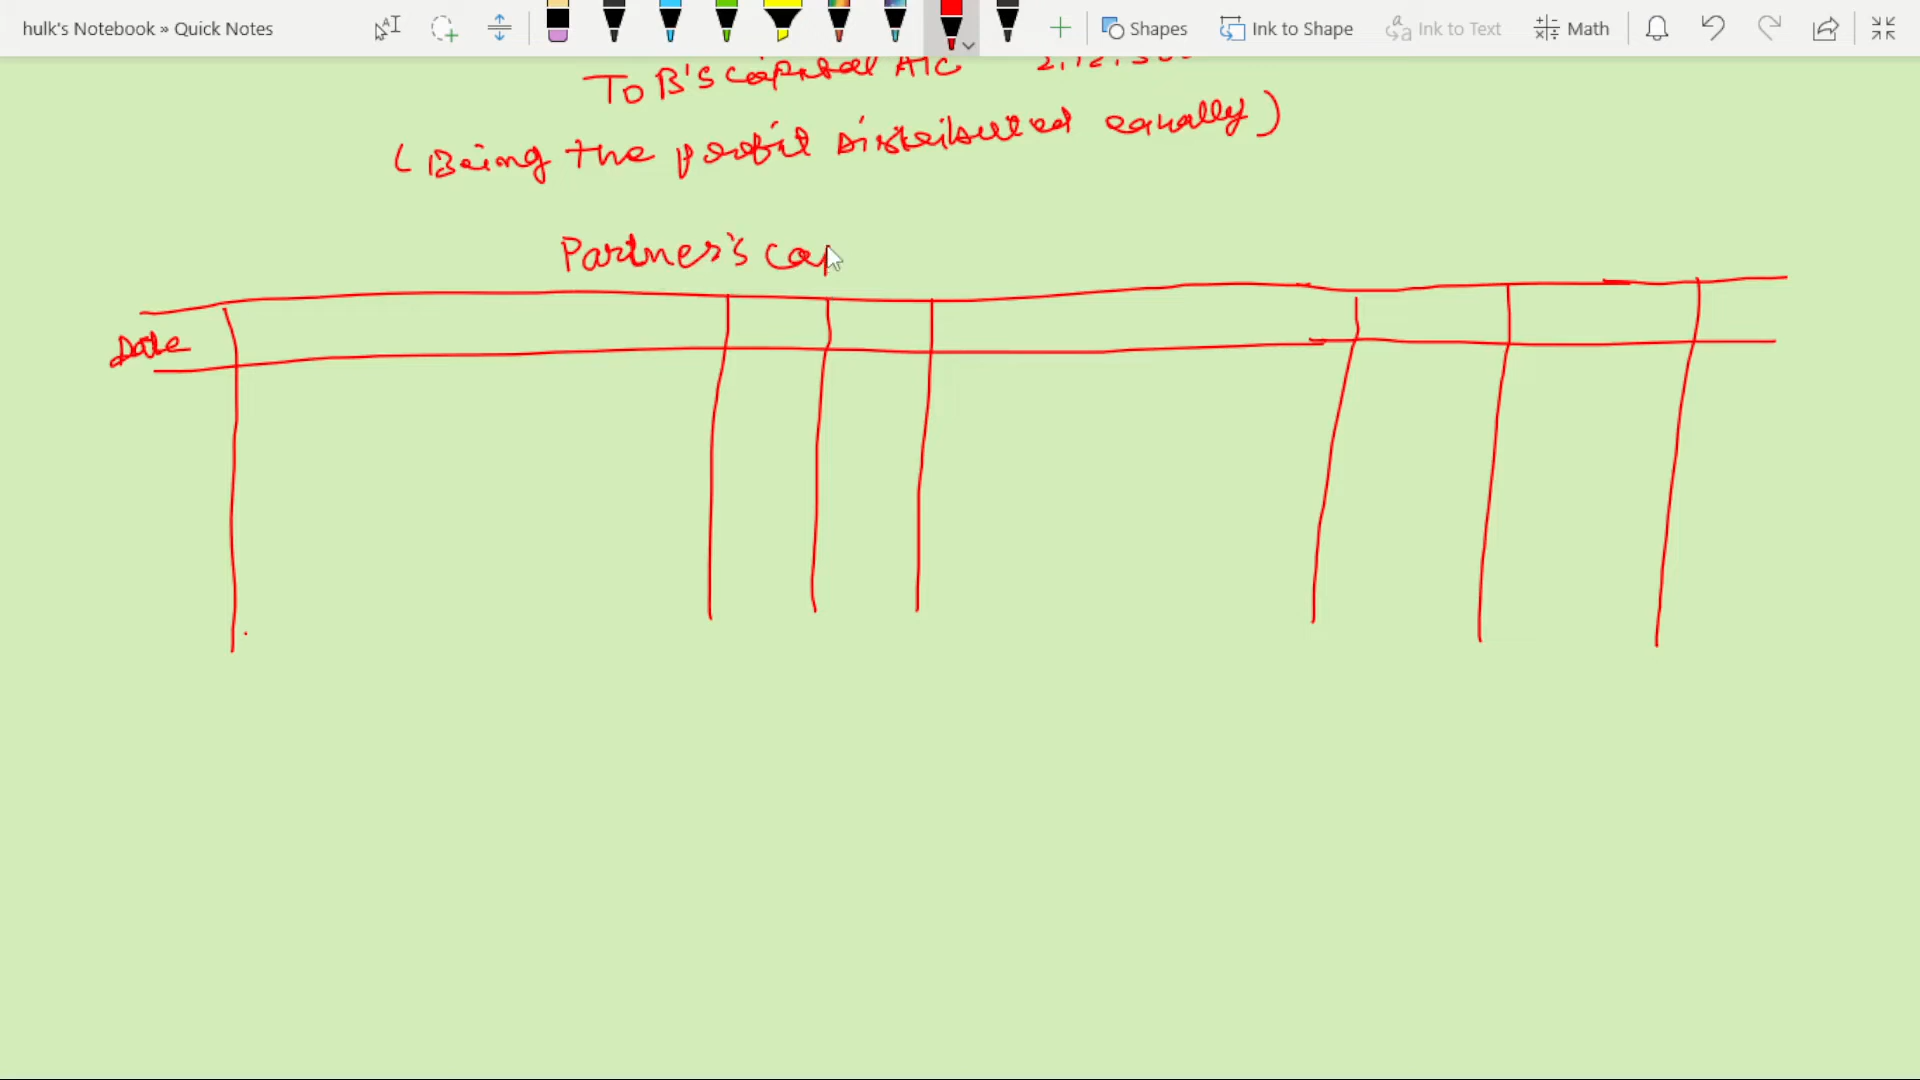 hulk's Notebook » Quick Notes
Shapes
Ink to Shape
Ink to Text
Math
To B's capital A/C
(Being the profit distributed equally)
Partner's cap
Date